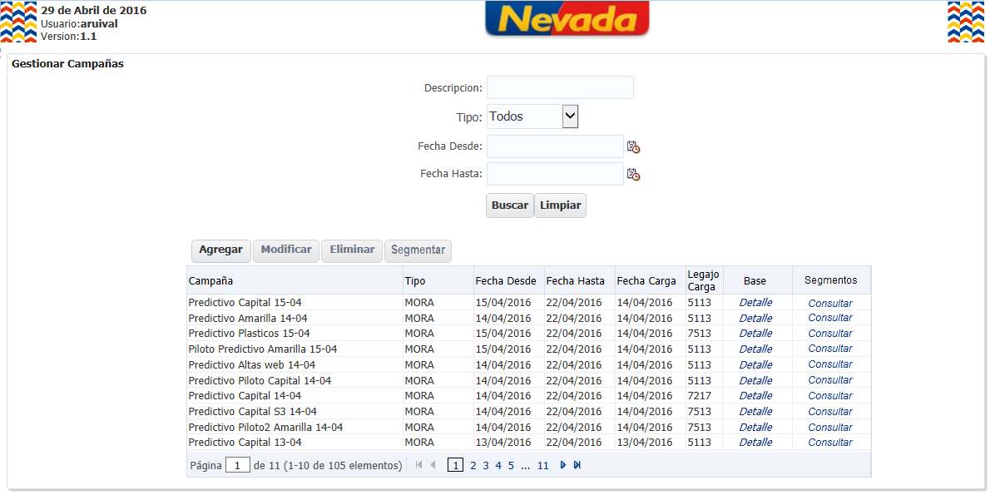 29 de Abril de 2016
Usuario:aruival
Version:1.1
Nevada
Gestionar Campañas
Descripcion:
Tipo: Todos
Fecha Desde:
Fecha Hasta:
Buscar Limpiar
Agregar Modificar Eliminar Segmentar
Campaña Tipo Fecha Desde Fecha Hasta Fecha Carga Legajo Carga Base Segmentos
Predictivo Capital 15-04 MORA 15/04/2016 22/04/2016 14/04/2016 5113 Detalle Consultar
Predictivo Amarilla 14-04 MORA 14/04/2016 22/04/2016 14/04/2016 5113 Detalle Consultar
Predictivo Plasticos 15-04 MORA 15/04/2016 22/04/2016 14/04/2016 7513 Detalle Consultar
Piloto Predictivo Amarilla 15-04 MORA 15/04/2016 22/04/2016 14/04/2016 5113 Detalle Consultar
Predictivo Altas web 14-04 MORA 14/04/2016 22/04/2016 14/04/2016 5113 Detalle Consultar
Predictivo Piloto Capital 14-04 MORA 14/04/2016 22/04/2016 14/04/2016 5113 Detalle Consultar
Predictivo Capital 14-04 MORA 14/04/2016 22/04/2016 14/04/2016 7217 Detalle Consultar
Predictivo Capital S3 14-04 MORA 14/04/2016 22/04/2016 14/04/2016 7513 Detalle Consultar
Predictivo Piloto2 Amarilla 14-04 MORA 14/04/2016 22/04/2016 14/04/2016 7513 Detalle Consultar
Predictivo Capital 13-04 MORA 13/04/2016 22/04/2016 13/04/2016 5113 Detalle Consultar
Página 1 de 11 (1-10 de 105 elementos) 1 2 3 4 5 ... 11